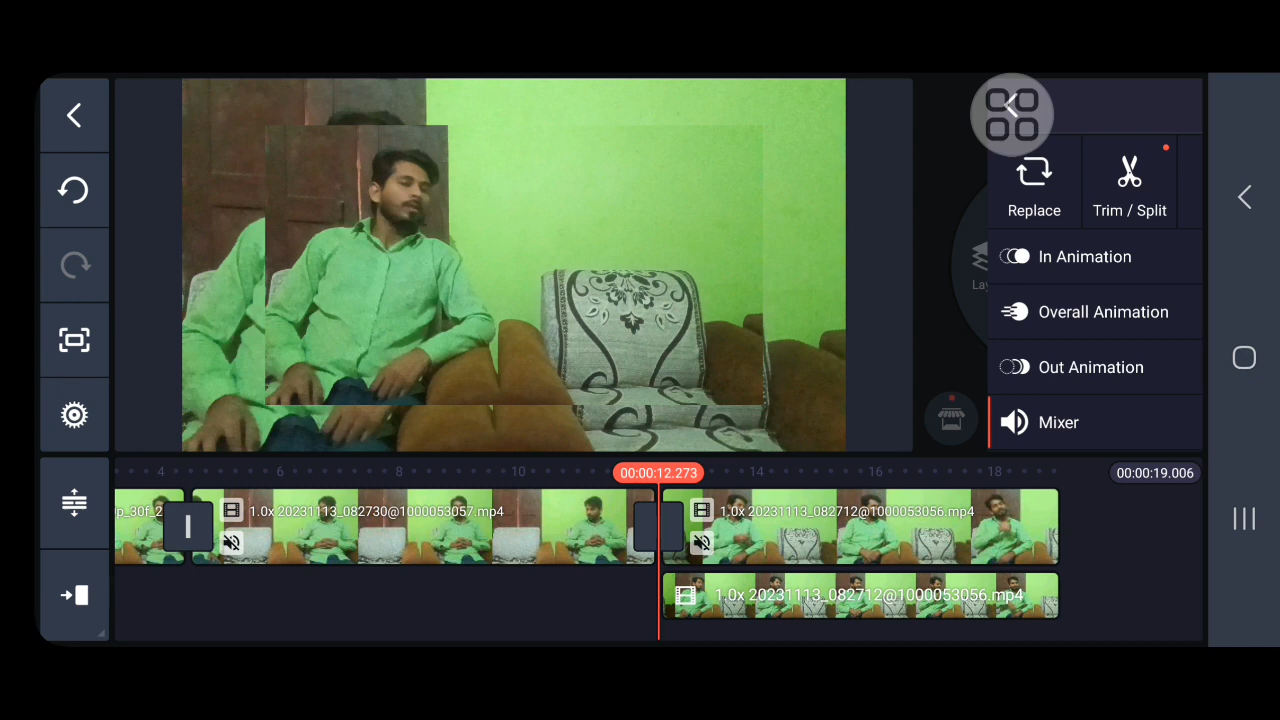 Replace
Trim / Split
In Animation
Overall Animation
Lay
Out Animation
Mixer
4
6
8
10
00:00:12.273
14
16
18
00:00:19.006
p_30f_2
1.0x 20231113_082730@1000053057.mp4
1.0x 20231113_082712@1000053056.mp4
1.0x 20231113_082712@1000053056.mp4